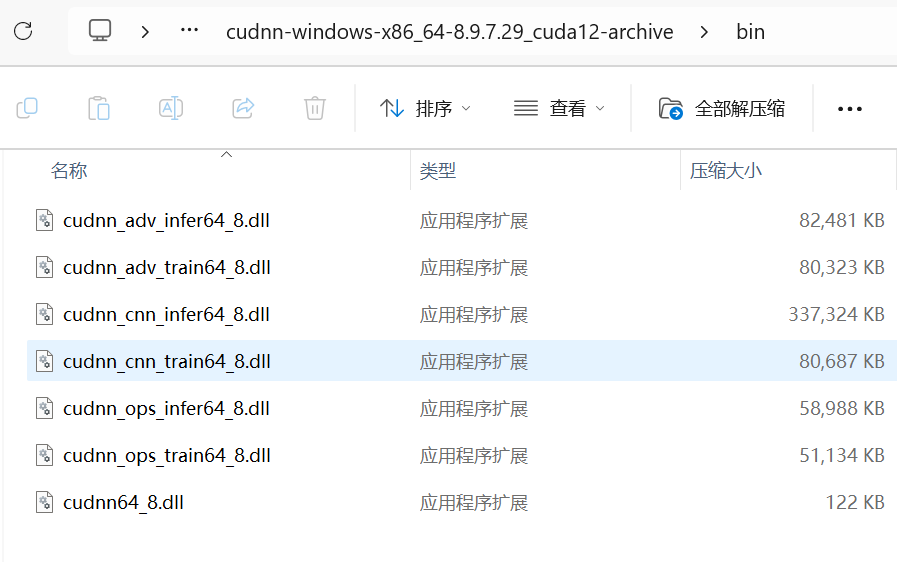 cudnn-windows-x86_64-8.9.7.29_cuda12-archive > bin
排序 查看 全部解压缩
名称 类型 压缩大小
cudnn_adv_infer64_8.dll 应用程序扩展 82,481 KB
cudnn_adv_train64_8.dll 应用程序扩展 80,323 KB
cudnn_cnn_infer64_8.dll 应用程序扩展 337,324 KB
cudnn_cnn_train64_8.dll 应用程序扩展 80,687 KB
cudnn_ops_infer64_8.dll 应用程序扩展 58,988 KB
cudnn_ops_train64_8.dll 应用程序扩展 51,134 KB
cudnn64_8.dll 应用程序扩展 122 KB